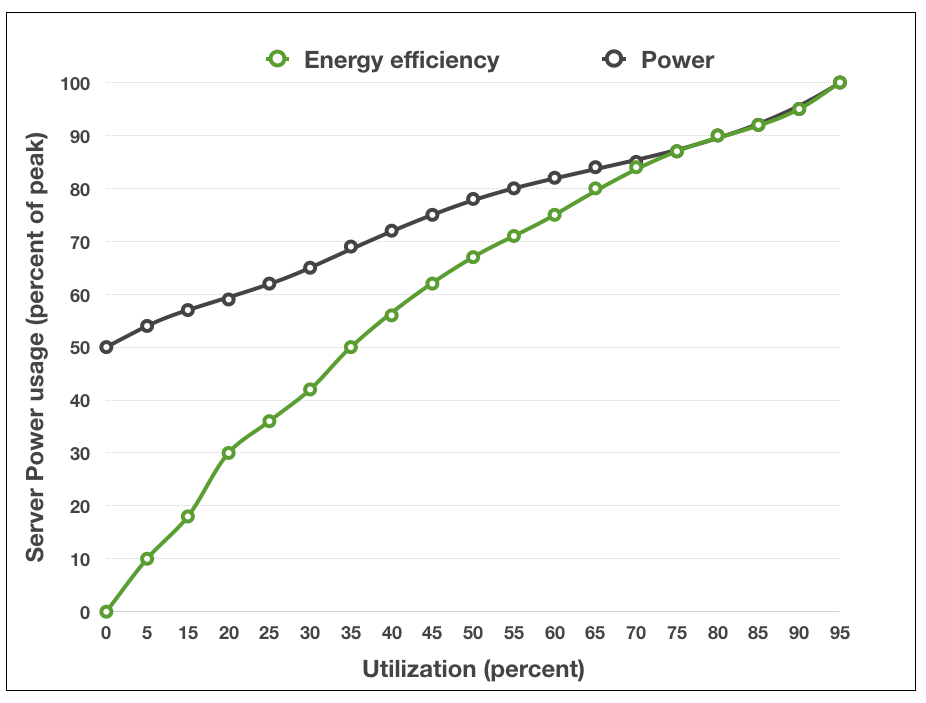 Energy efficiency
Power
100
90
80
70
60
50
40
30
20
10
0
Server Power usage (percent of peak)
0 5 15 20 25 30 35 40 45 50 55 60 65 70 75 80 85 90 95
Utilization (percent)